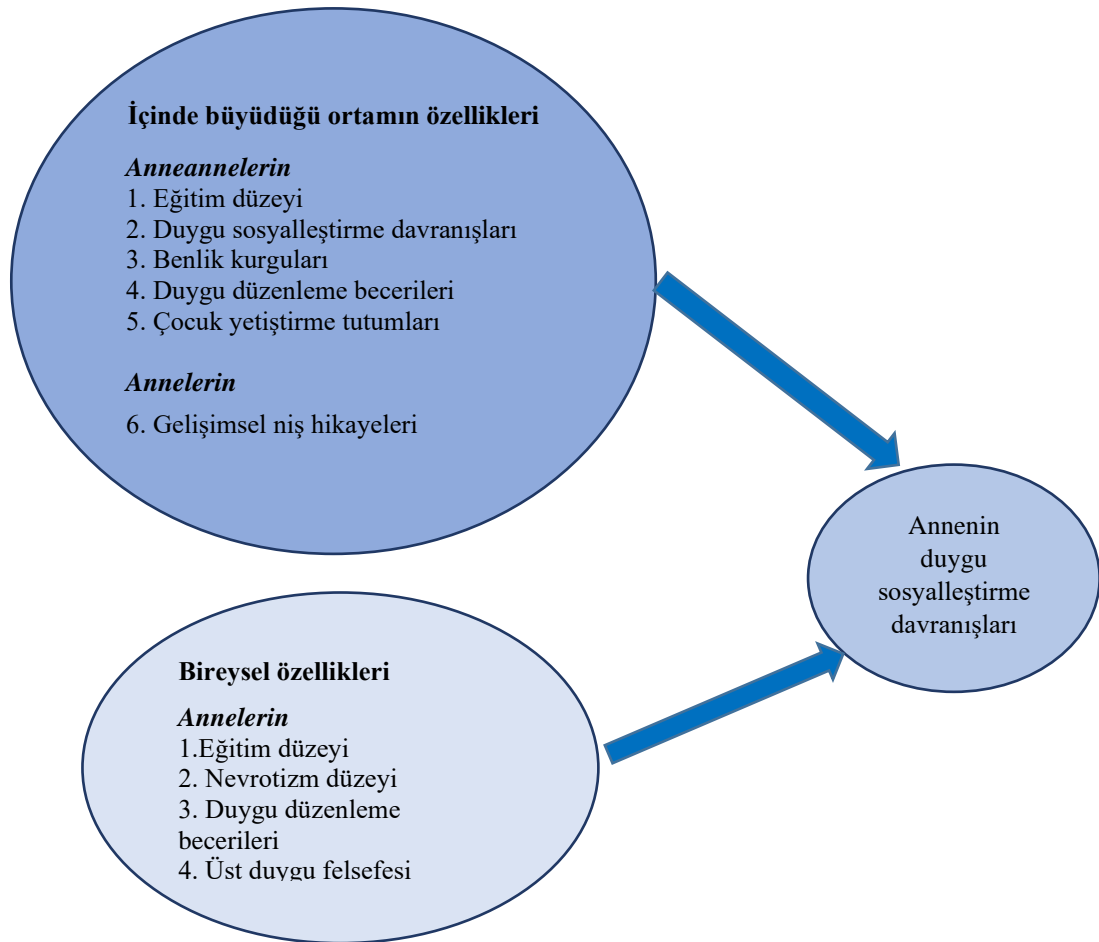 İçinde büyüdüğü ortamın özellikleri
Anneannelerin
1. Eğitim düzeyi
2. Duygu sosyalleştirme davranışları
3. Benlik kurguları
4. Duygu düzenleme becerileri
5. Çocuk yetiştirme tutumları
Annelerin
6. Gelişimsel niş hikayeleri
Annenin
duygu
sosyalleştirme
davranışları
Bireysel özellikleri
Annelerin
1.Eğitim düzeyi
2. Nevrotizm düzeyi
3. Duygu düzenleme
becerileri
4. Üst duygu felsefesi